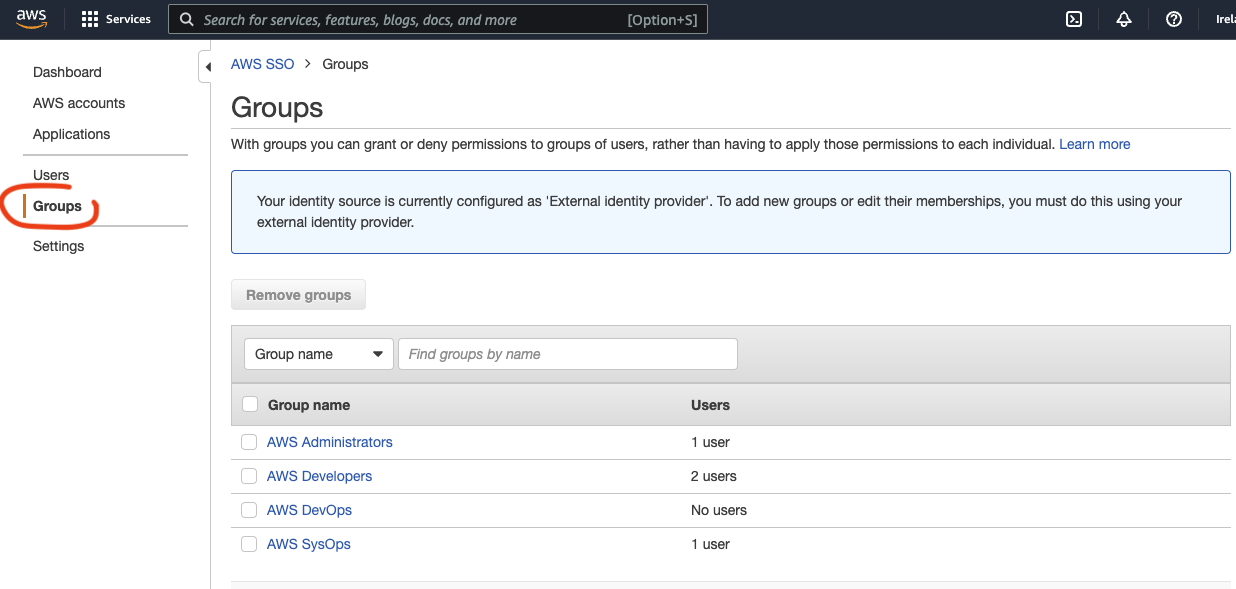 aws
Services
Search for services, features, blogs, docs, and more
[Option+S]
Dashboard
AWS accounts
Applications
Users
Groups
Settings
AWS SSO > Groups
Groups
With groups you can grant or deny permissions to groups of users, rather than having to apply those permissions to each individual. Learn more
Your identity source is currently configured as 'External identity provider'. To add new groups or edit their memberships, you must do this using your
external identity provider.
Remove groups
Group name
Find groups by name
Group name Users
AWS Administrators 1 user
AWS Developers 2 users
AWS DevOps No users
AWS SysOps 1 user